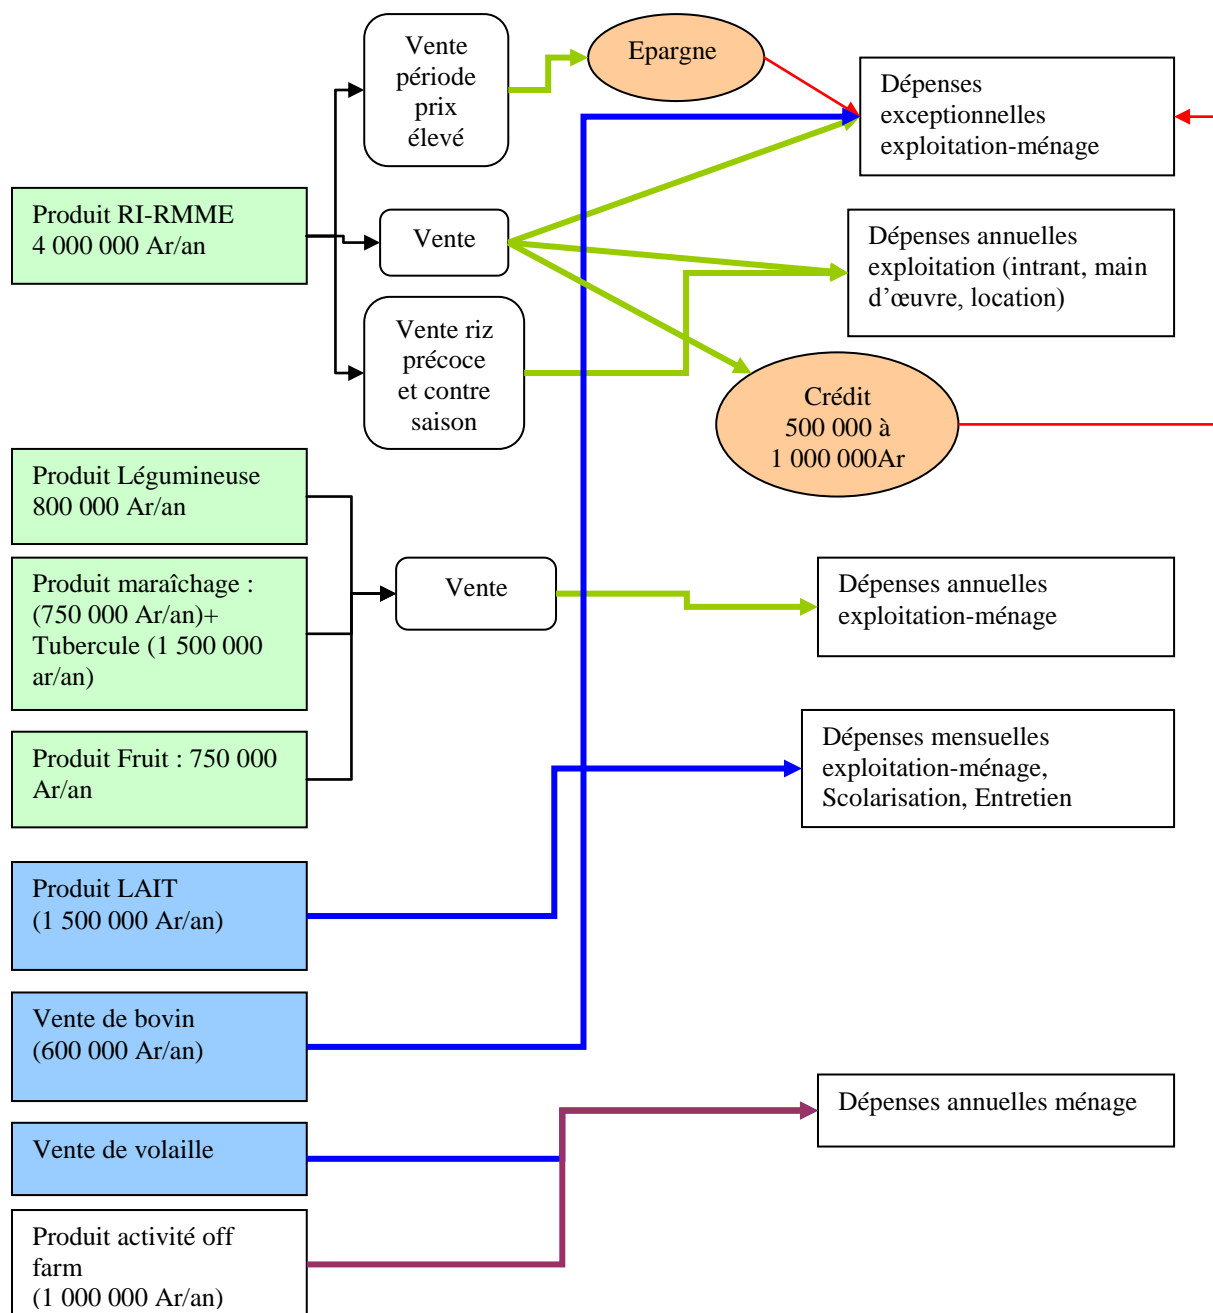 Vente
période
prix
élevé
Epargne
Dépenses
exceptionnelles
exploitation-ménage
Produit RI-RMME
4 000 000 Ar/an
Vente
Dépenses annuelles
exploitation (intrant, main
d’œuvre, location)
Vente riz
précoce
et contre
saison
Crédit
500 000 à
1 000 000Ar
Produit Légumineuse
800 000 Ar/an
Produit maraîchage :
(750 000 Ar/an)+
Tubercule (1 500 000
ar/an)
Vente
Dépenses annuelles
exploitation-ménage
Produit Fruit : 750 000
Ar/an
Dépenses mensuelles
exploitation-ménage,
Scolarisation, Entretien
Produit LAIT
(1 500 000 Ar/an)
Vente de bovin
(600 000 Ar/an)
Dépenses annuelles ménage
Vente de volaille
Produit activité off
farm
(1 000 000 Ar/an)